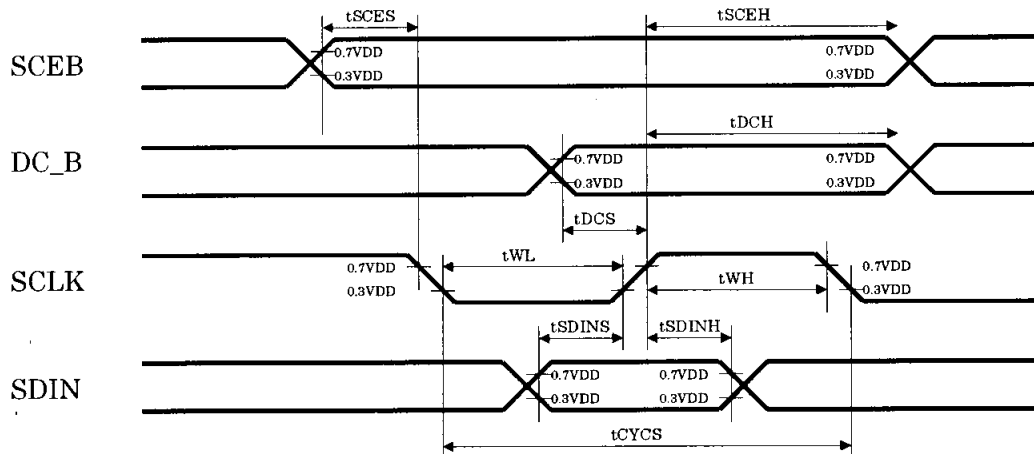 tSCES
tSCEH
SCEB
0.7VDD
0.7VDD
0.3VDD
0.3VDD
tDCH
DC_B
0.7VDD
0.7VDD
0.3VDD
0.3VDD
tDCS
SCLK
tWL
0.7VDD
0.7VDD
tWH
0.3VDD
0.3VDD
tSDINS
tSDINH
SDIN
0.7VDD
0.7VDD
0.3VDD
0.3VDD
tCYCS